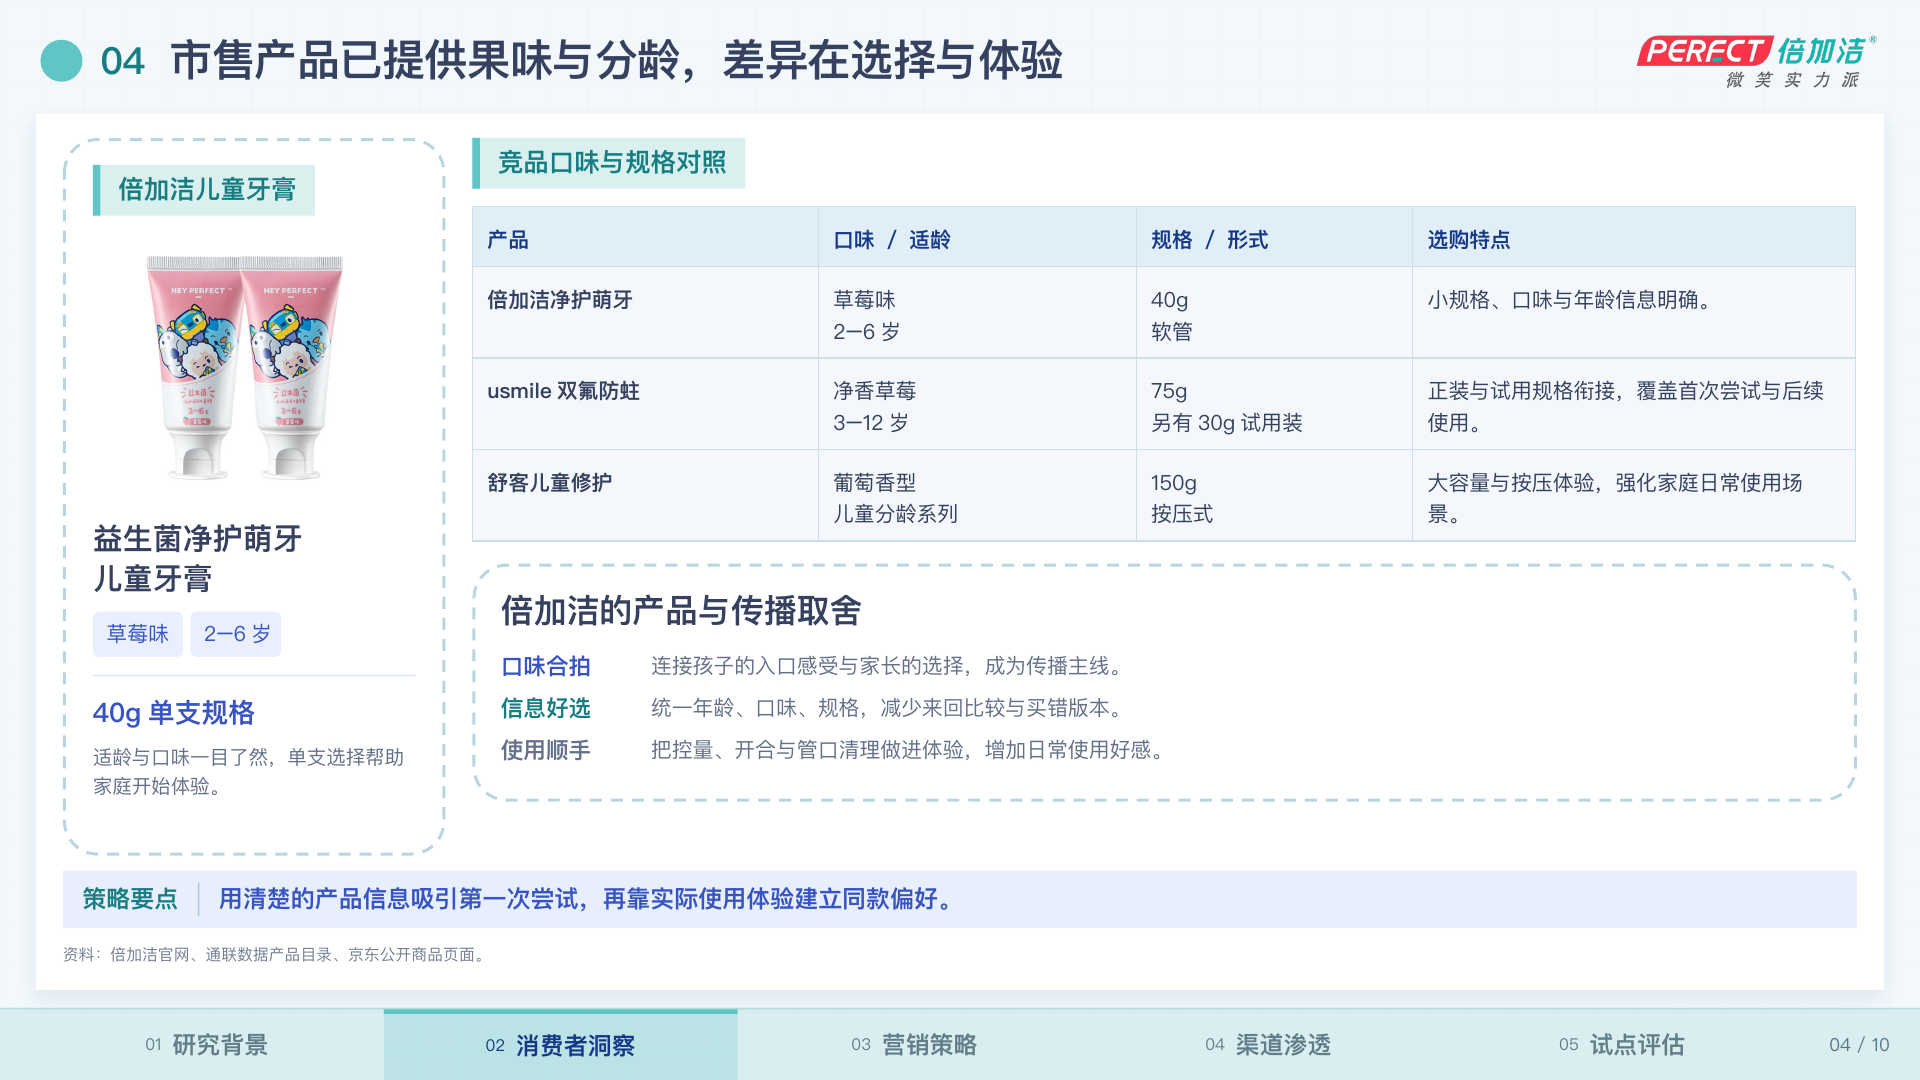 04 市售产品已提供果味与分龄，差异在选择与体验
PERFECT 倍加洁®
微笑实力派
倍加洁儿童牙膏
HEY PERFECT HEY PERFECT
益生菌 益生菌
2-6 2-6
益生菌净护萌牙
儿童牙膏
草莓味 2—6 岁
40g 单支规格
适龄与口味一目了然，单支选择帮助
家庭开始体验。
竞品口味与规格对照
产品 口味 / 适龄 规格 / 形式 选购特点
倍加洁净护萌牙 草莓味 40g 小规格、口味与年龄信息明确。
2—6 岁 软管
usmile 双氟防蛀 净香草莓 75g 正装与试用规格衔接，覆盖首次尝试与后续
3—12 岁 另有 30g 试用装 使用。
舒客儿童修护 葡萄香型 150g 大容量与按压体验，强化家庭日常使用场
儿童分龄系列 按压式 景。
倍加洁的产品与传播取舍
口味合拍 连接孩子的入口感受与家长的选择，成为传播主线。
信息好选 统一年龄、口味、规格，减少来回比较与买错版本。
使用顺手 把控量、开合与管口清理做进体验，增加日常使用好感。
策略要点 用清楚的产品信息吸引第一次尝试，再靠实际使用体验建立同款偏好。
资料：倍加洁官网、通联数据产品目录、京东公开商品页面。
01 研究背景 02 消费者洞察 03 营销策略 04 渠道渗透 05 试点评估 04 / 10